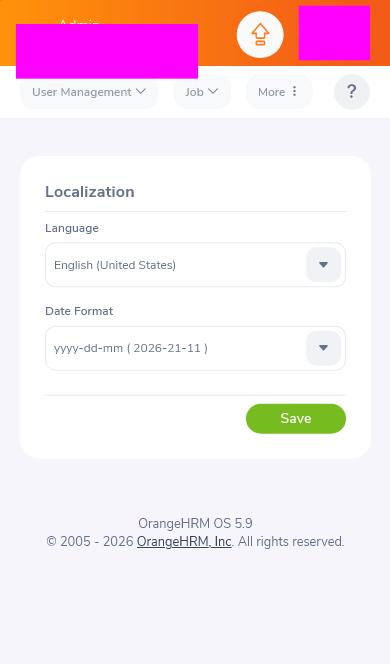 User Management
Job
More
?
Localization
Language
English (United States)
Date Format
yyyy-dd-mm ( 2026-21-11 )
Save
OrangeHRM OS 5.9
© 2005 - 2026 OrangeHRM, Inc. All rights reserved.